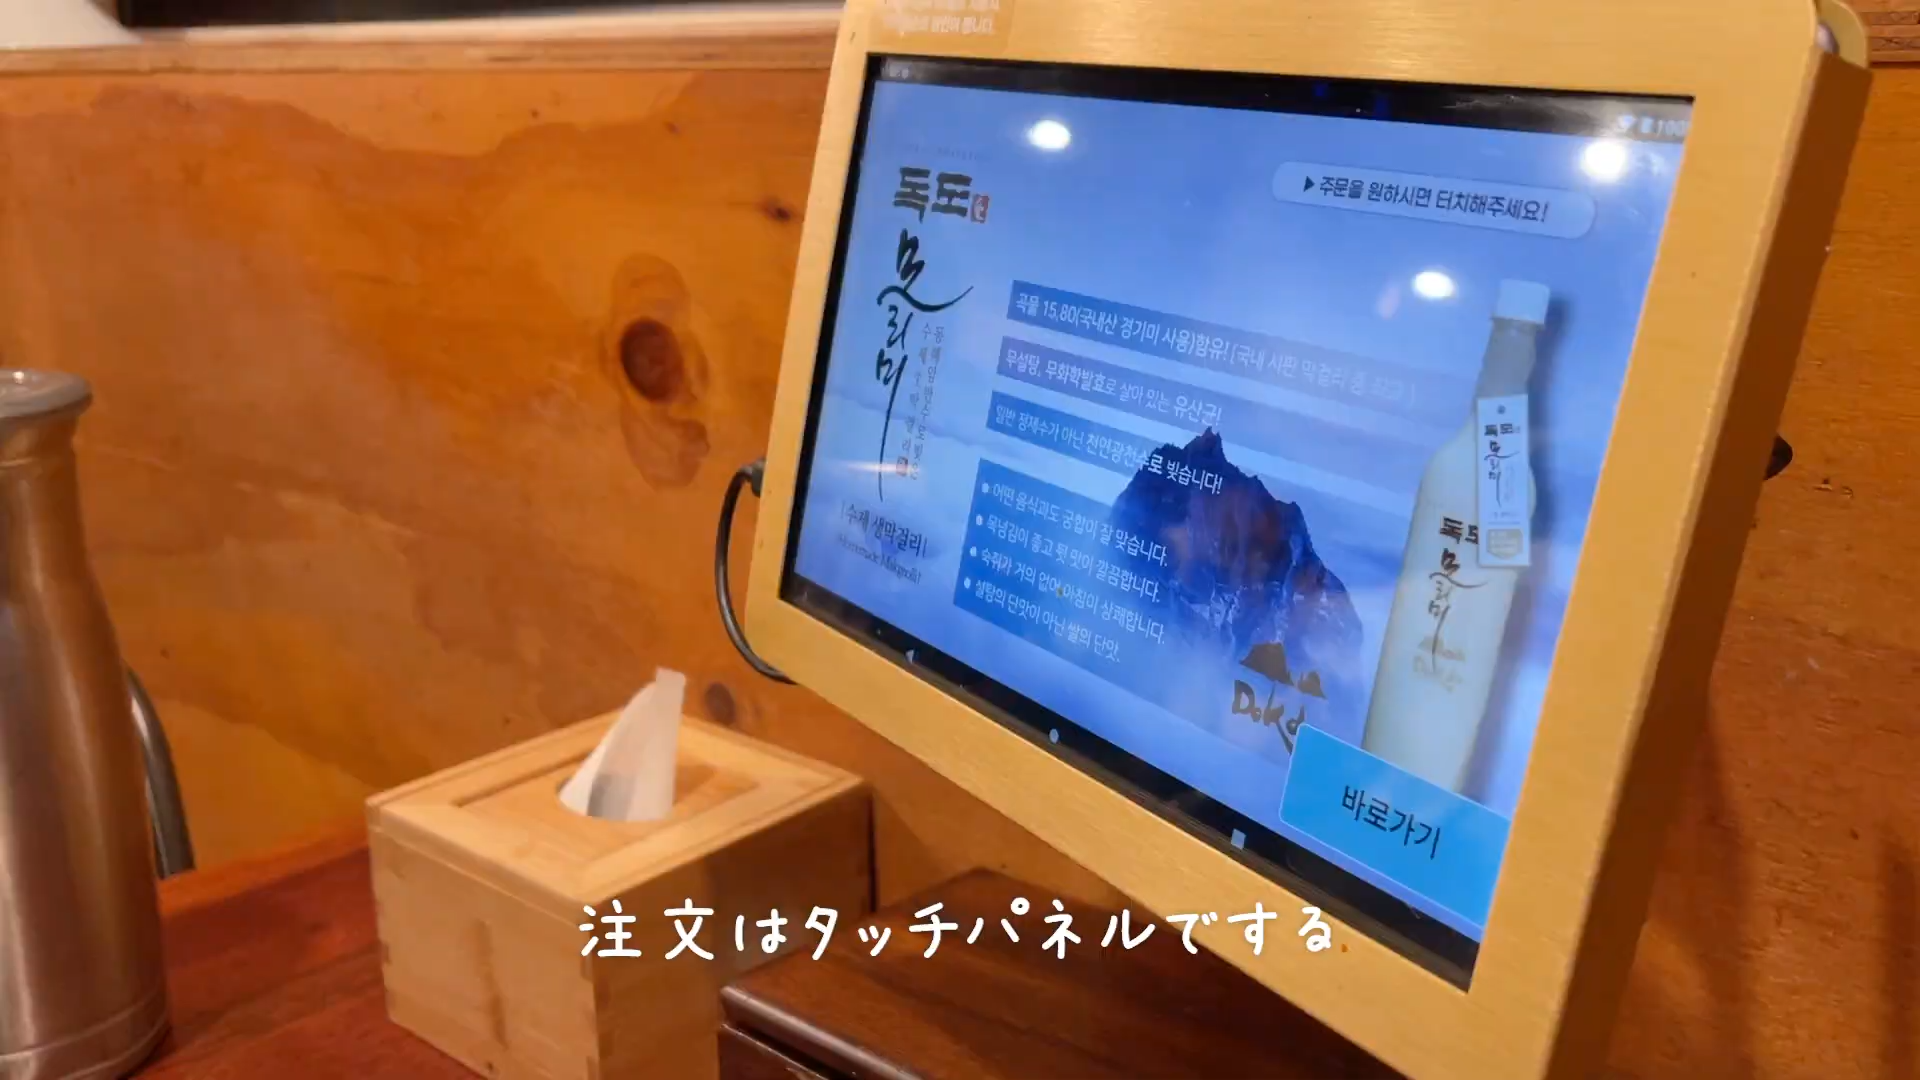 ▶ 주문을 원하시면 터치해주세요!
독도
수제 생막걸리
곡물 15.80(국내산 경기미 사용)함유! (국내 시판 막걸리 중
무설탕, 무화학발효로 살아 있는 유산균!
일반 정제수가 아닌 천연광천수로 빚습니다!
● 어떤 음식과도 궁합이 잘 맞습니다.
● 목넘김이 좋고 뒷 맛이 깔끔합니다.
● 숙취가 거의 없어 아침이 상쾌합니다.
● 설탕의 단맛이 아닌 쌀의 단맛.
바로가기
注文はタッチパネルでする